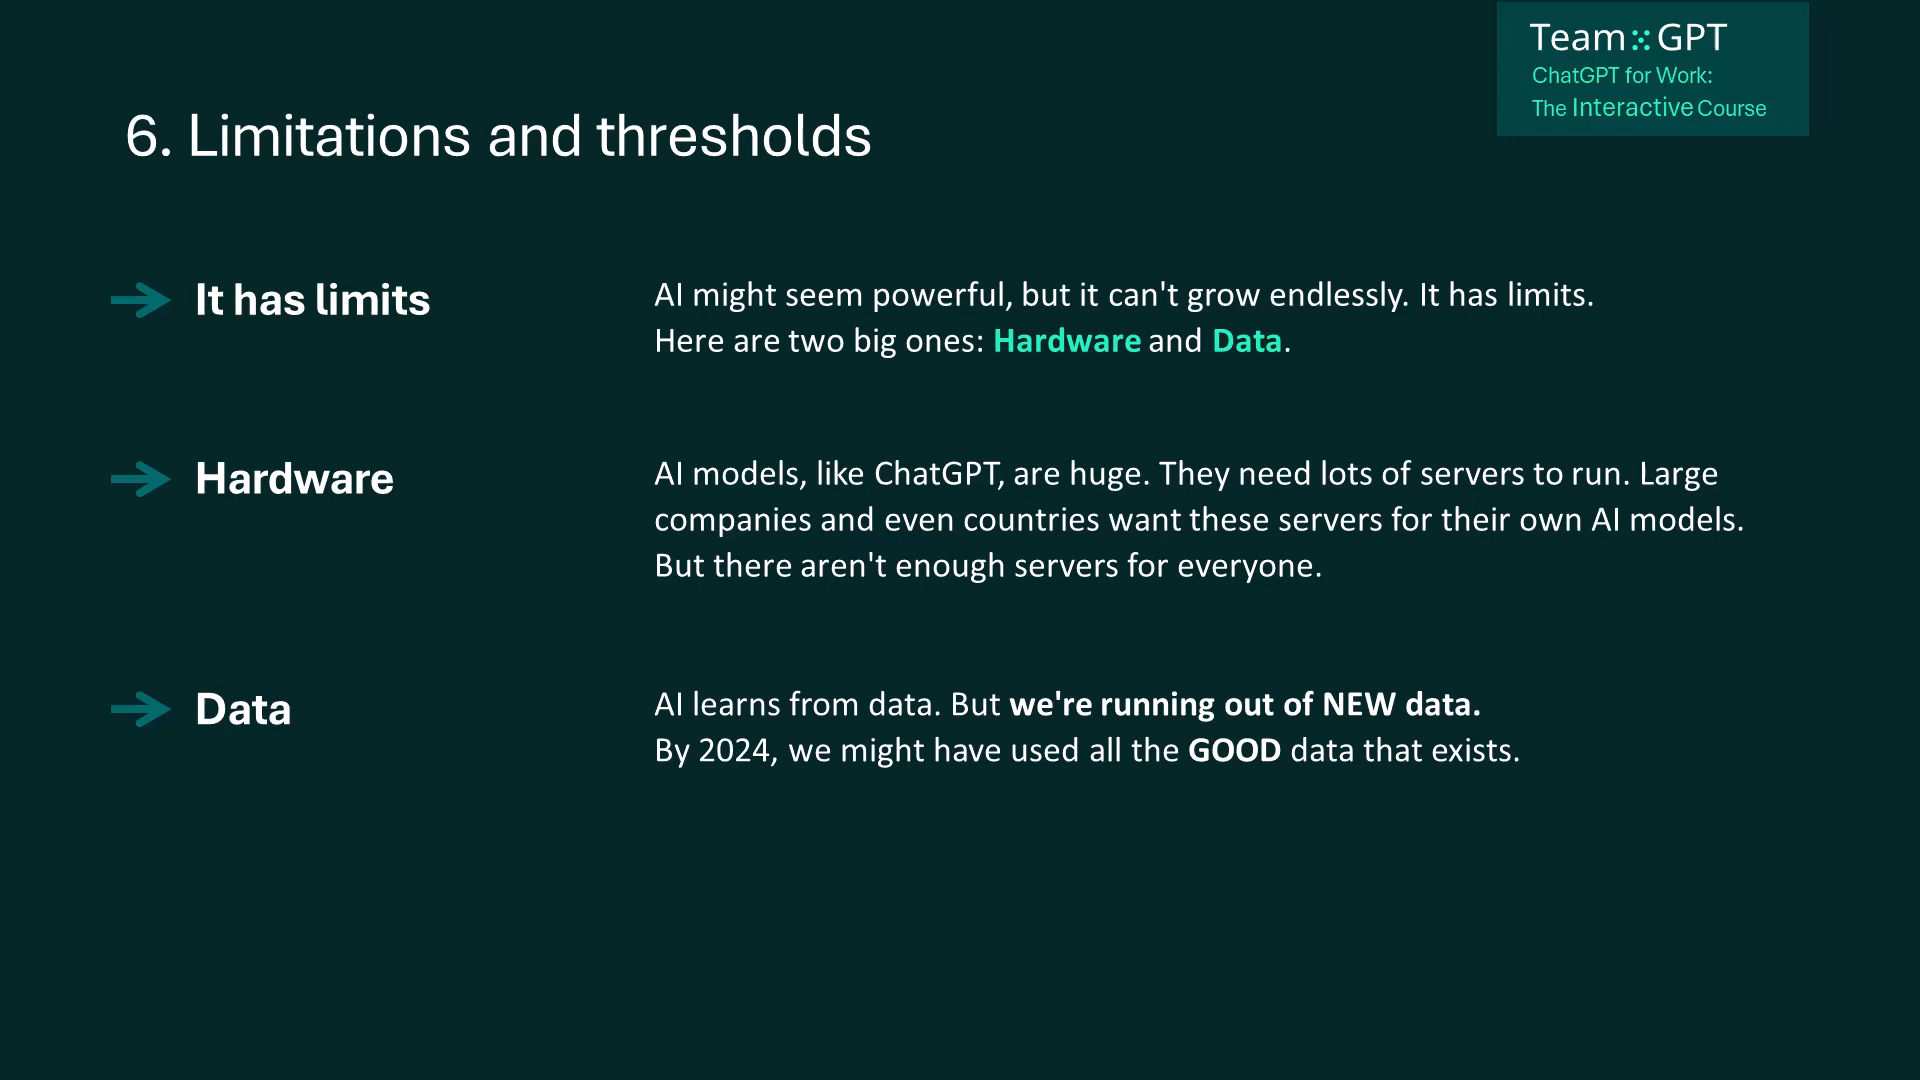 Team GPT
ChatGPT for Work:
The Interactive Course
6. Limitations and thresholds
It has limits
AI might seem powerful, but it can't grow endlessly. It has limits.
Here are two big ones: Hardware and Data.
Hardware
AI models, like ChatGPT, are huge. They need lots of servers to run. Large
companies and even countries want these servers for their own AI models.
But there aren't enough servers for everyone.
Data
AI learns from data. But we're running out of NEW data.
By 2024, we might have used all the GOOD data that exists.